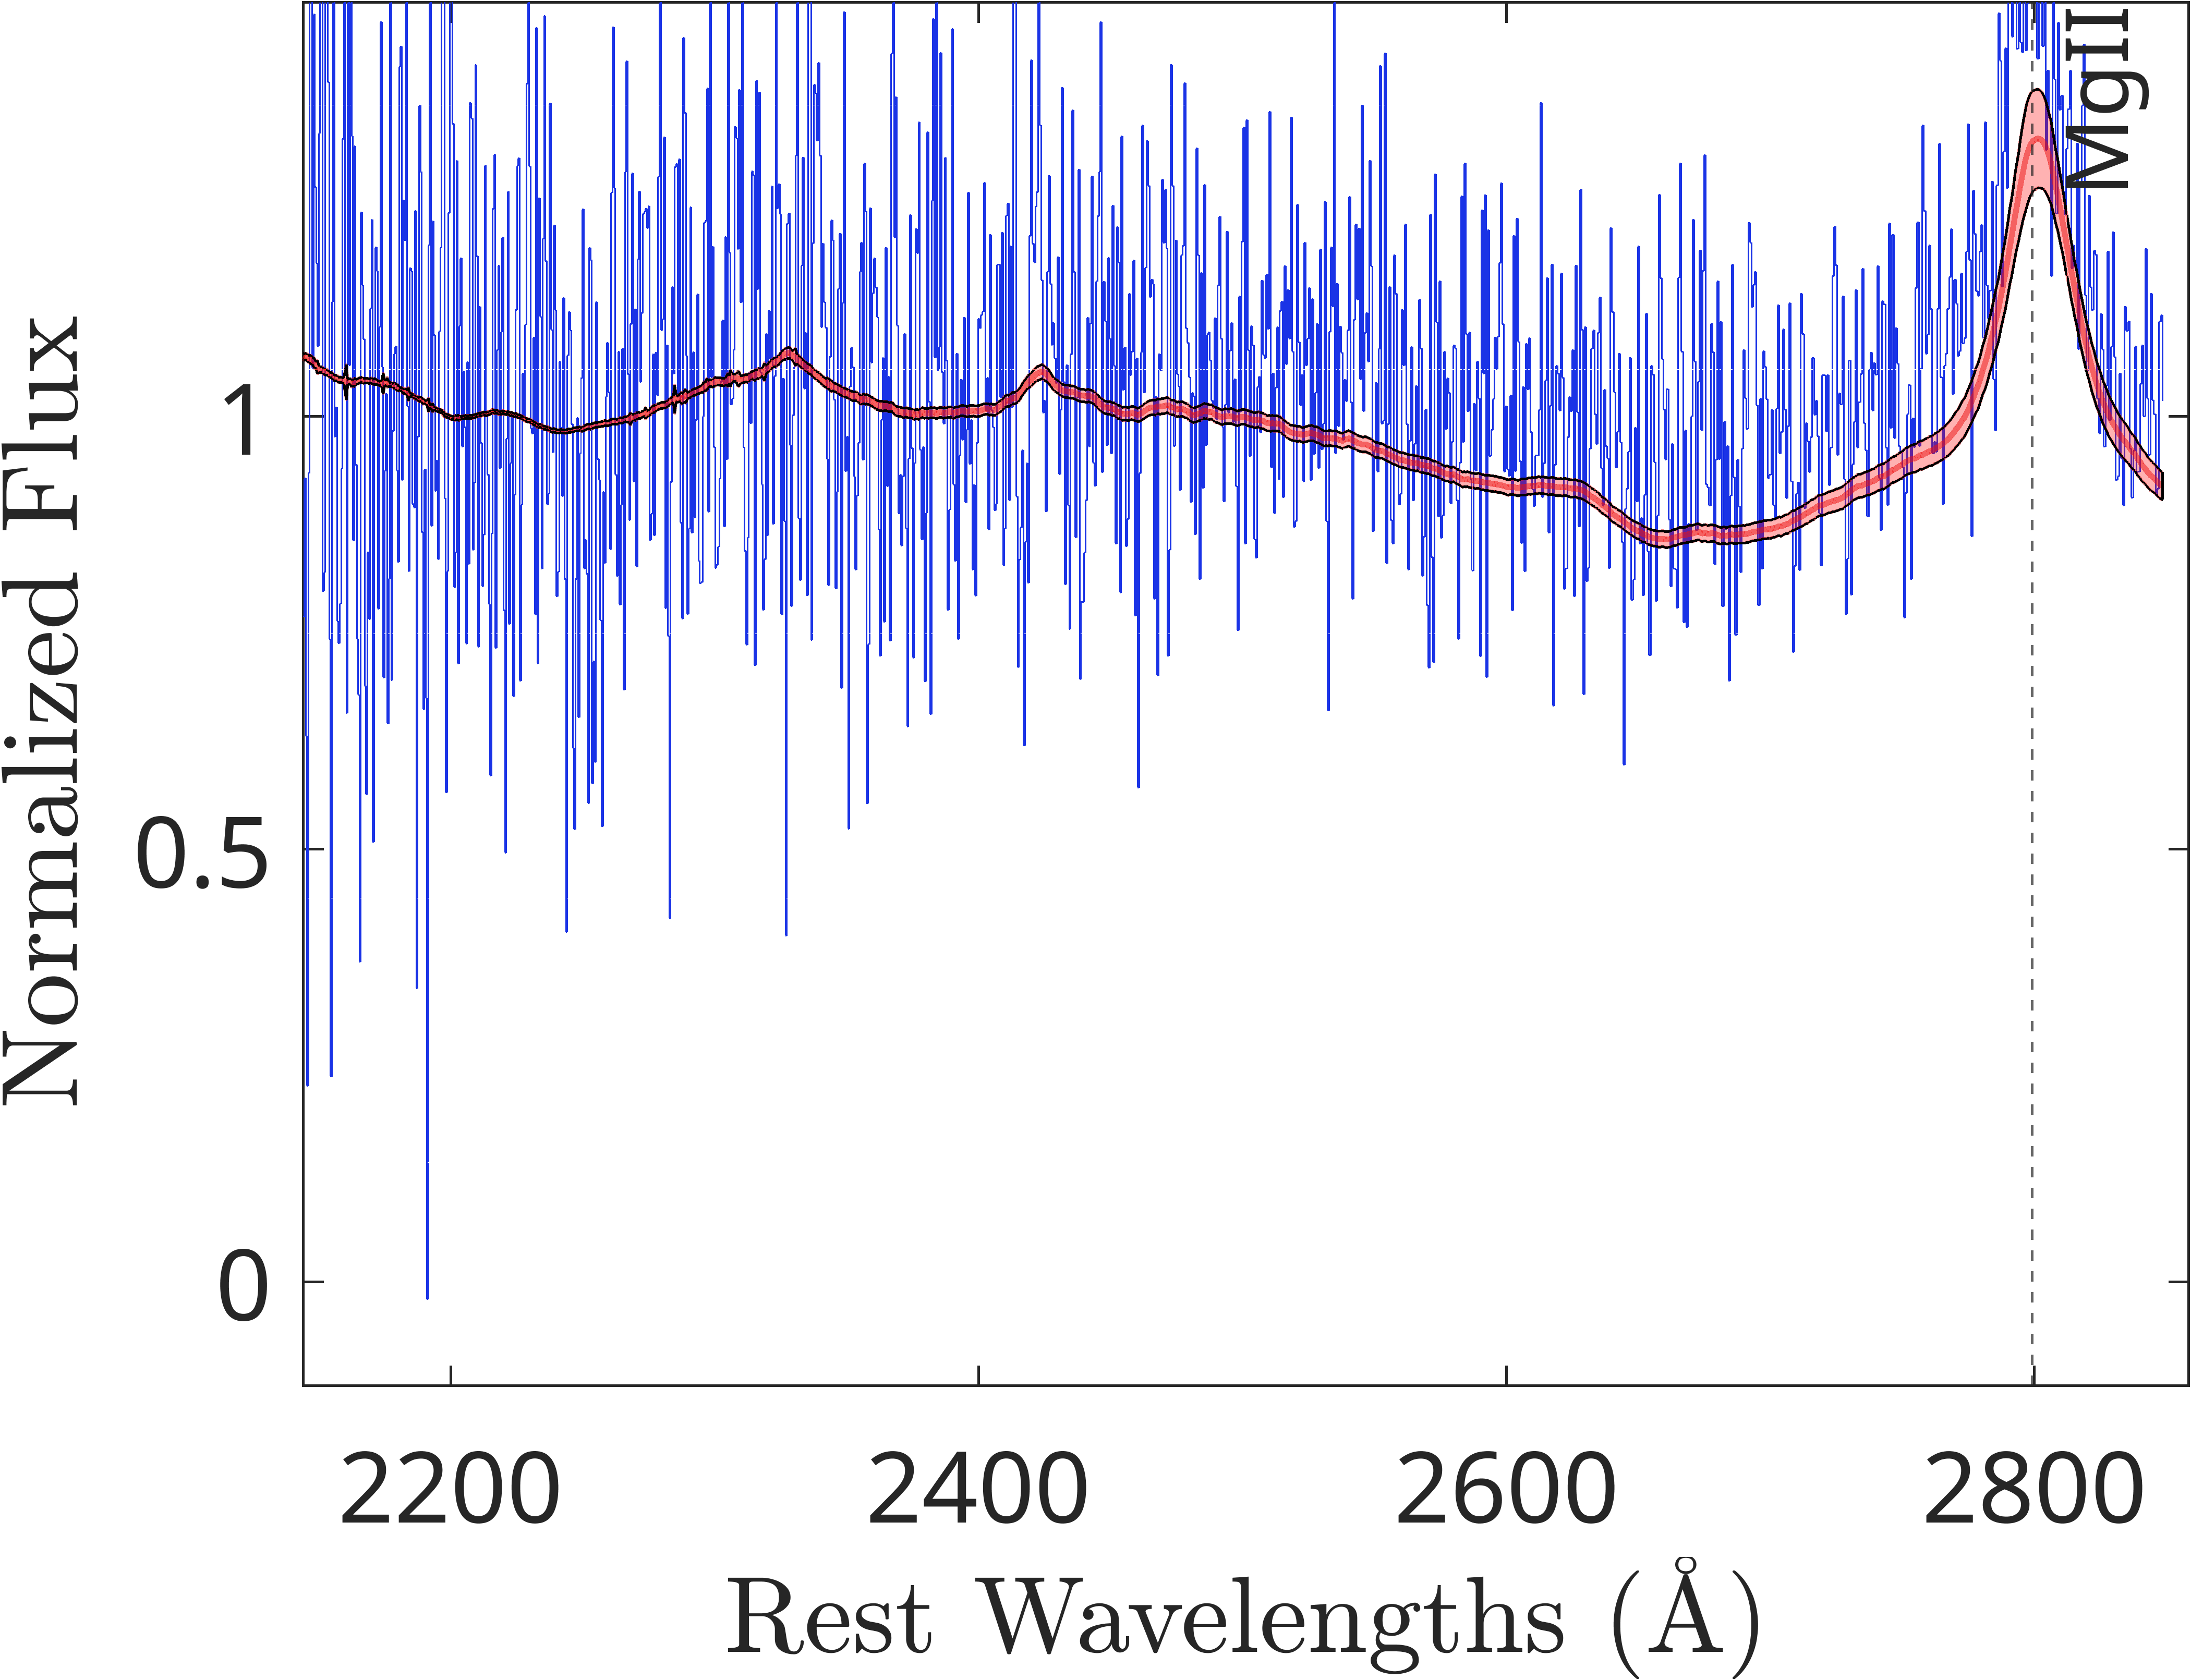 MgII
Normalized Flux
1
0.5
0
2200
2400
2600
2800
Rest Wavelengths (Å)